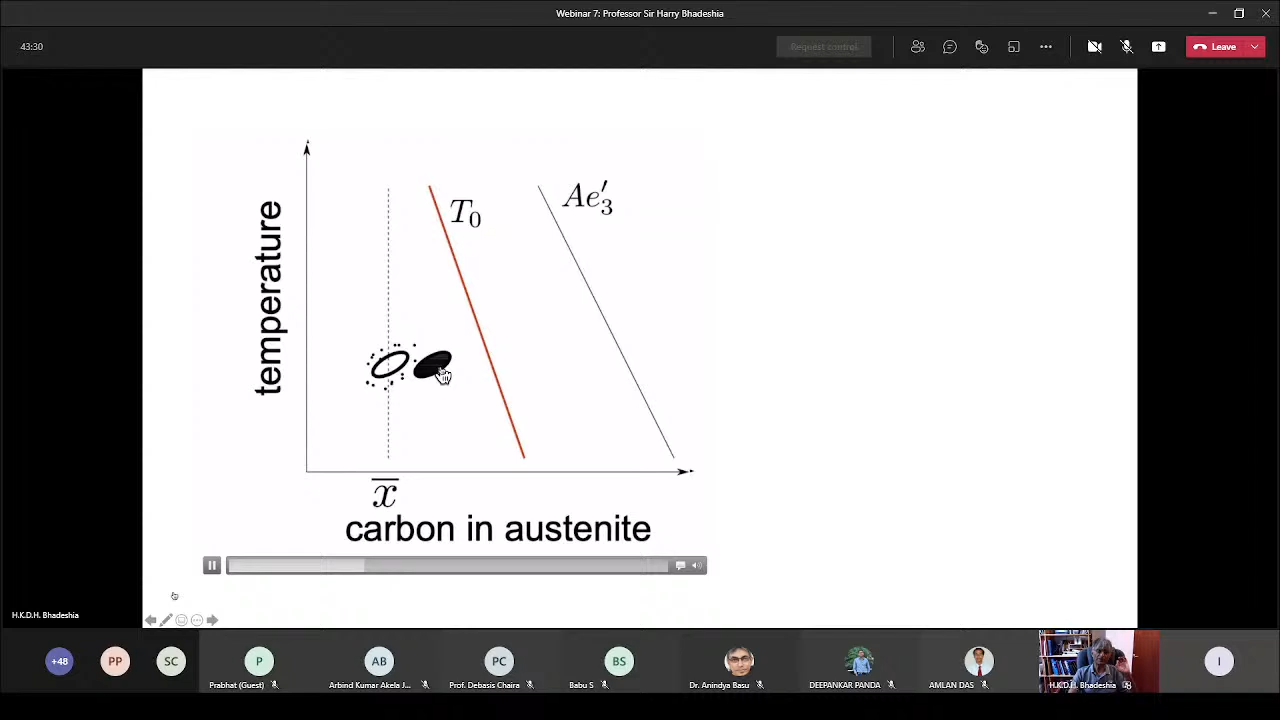 Webinar 7: Professor Sir Harry Bhadeshia
43:30
Request control
Leave
temperature
T0
Ae′3
x̅
carbon in austenite
H.K.D.H. Bhadeshia
+48
PP
SC
P
AB
PC
BS
I
Prabhat (Guest)
Arbind Kumar Akela J...
Prof. Debasis Chaira
Babu S
Dr. Anindya Basu
DEEPANKAR PANDA
AMLAN DAS
H.K.D.H. Bhadeshia